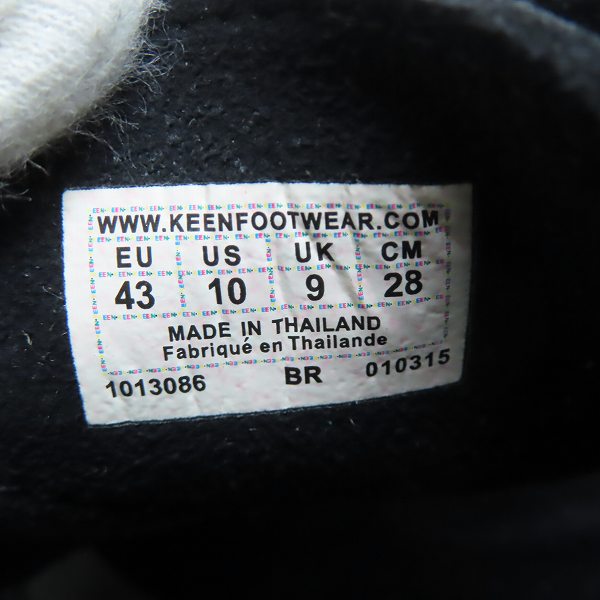 WWW.KEENFOOTWEAR.COM
EU US UK CM
43 10 9 28
MADE IN THAILAND
Fabriqué en Thaïlande
1013086 BR 010315